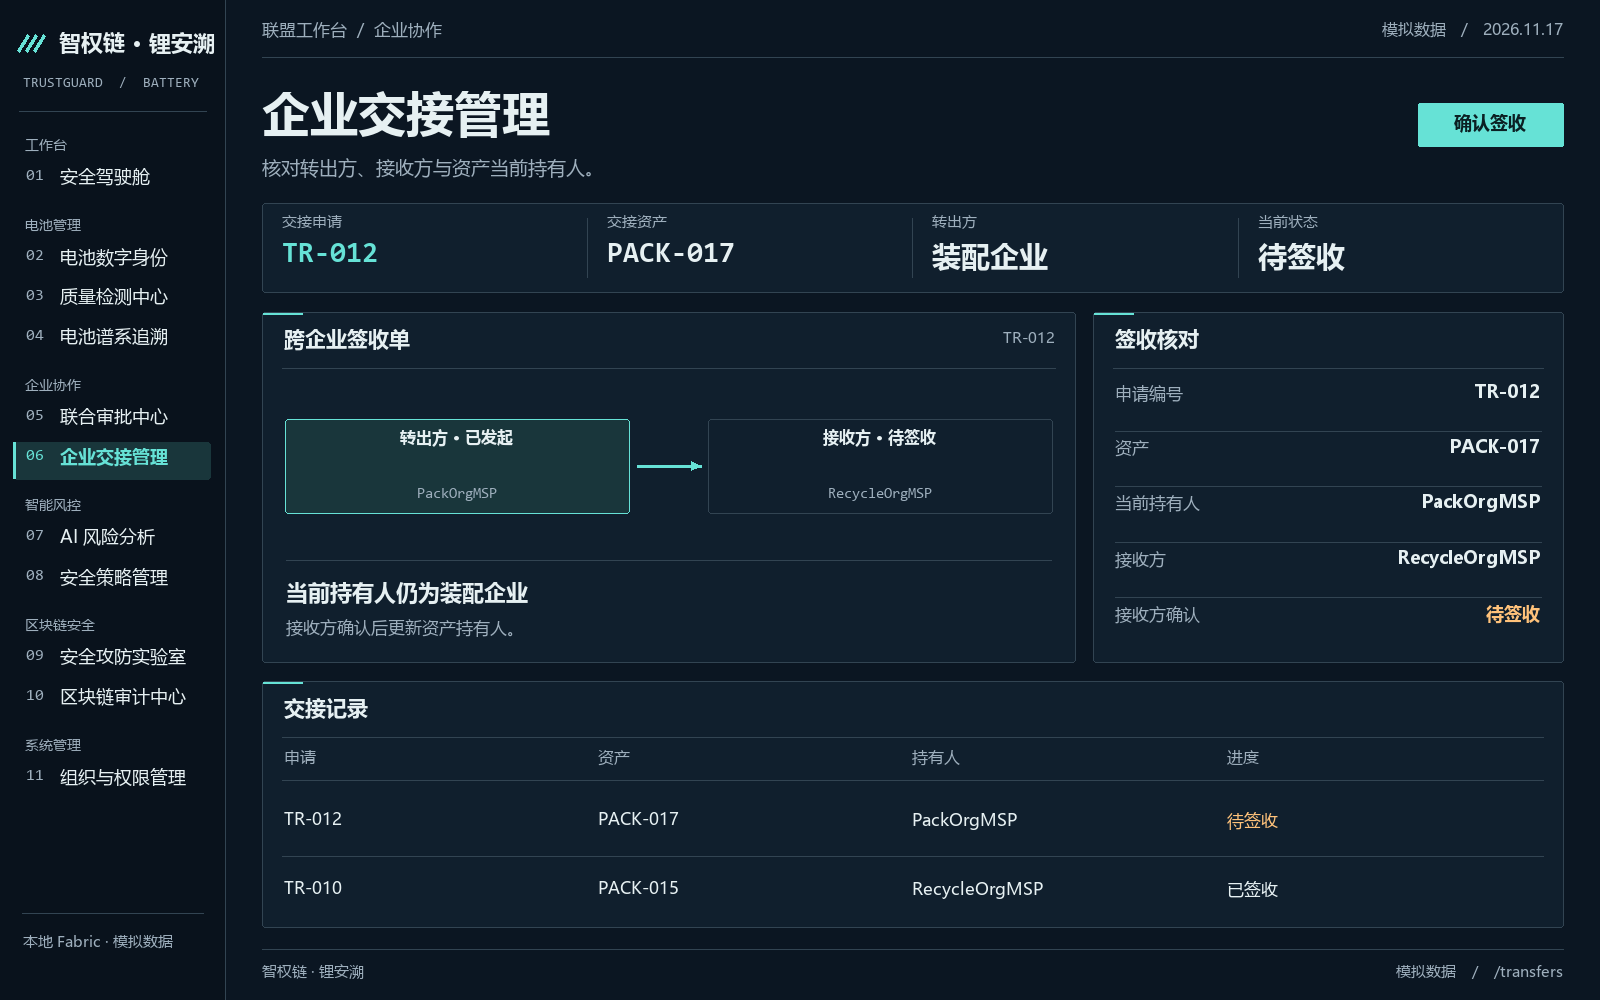 智权链·锂安溯
TRUSTGUARD / BATTERY
工作台
01 安全驾驶舱
电池管理
02 电池数字身份
03 质量检测中心
04 电池谱系追溯
企业协作
05 联合审批中心
06 企业交接管理
智能风控
07 AI 风险分析
08 安全策略管理
区块链安全
09 安全攻防实验室
10 区块链审计中心
系统管理
11 组织与权限管理
本地 Fabric · 模拟数据
联盟工作台 / 企业协作
模拟数据 / 2026.11.17
企业交接管理
核对转出方、接收方与资产当前持有人。
确认签收
交接申请
TR-012
交接资产
PACK-017
转出方
装配企业
当前状态
待签收
跨企业签收单
TR-012
转出方·已发起
PackOrgMSP
接收方·待签收
RecycleOrgMSP
当前持有人仍为装配企业
接收方确认后更新资产持有人。
签收核对
申请编号 TR-012
资产 PACK-017
当前持有人 PackOrgMSP
接收方 RecycleOrgMSP
接收方确认 待签收
交接记录
申请 资产 持有人 进度
TR-012 PACK-017 PackOrgMSP 待签收
TR-010 PACK-015 RecycleOrgMSP 已签收
智权链·锂安溯
模拟数据 / /transfers